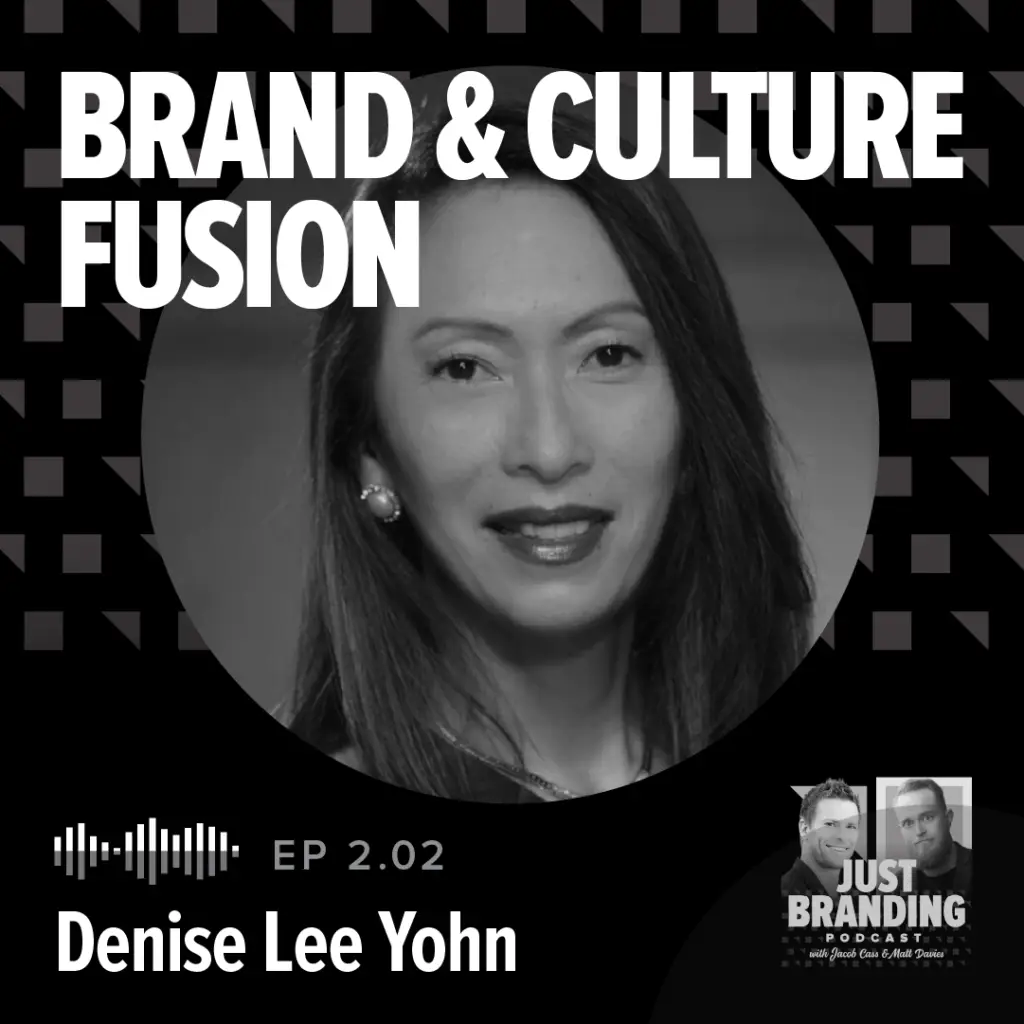 BRAND & CULTURE
FUSION
EP 2.02
Denise Lee Yohn
JUST
BRANDING
PODCAST
with Jacob Cass & Matt Davies